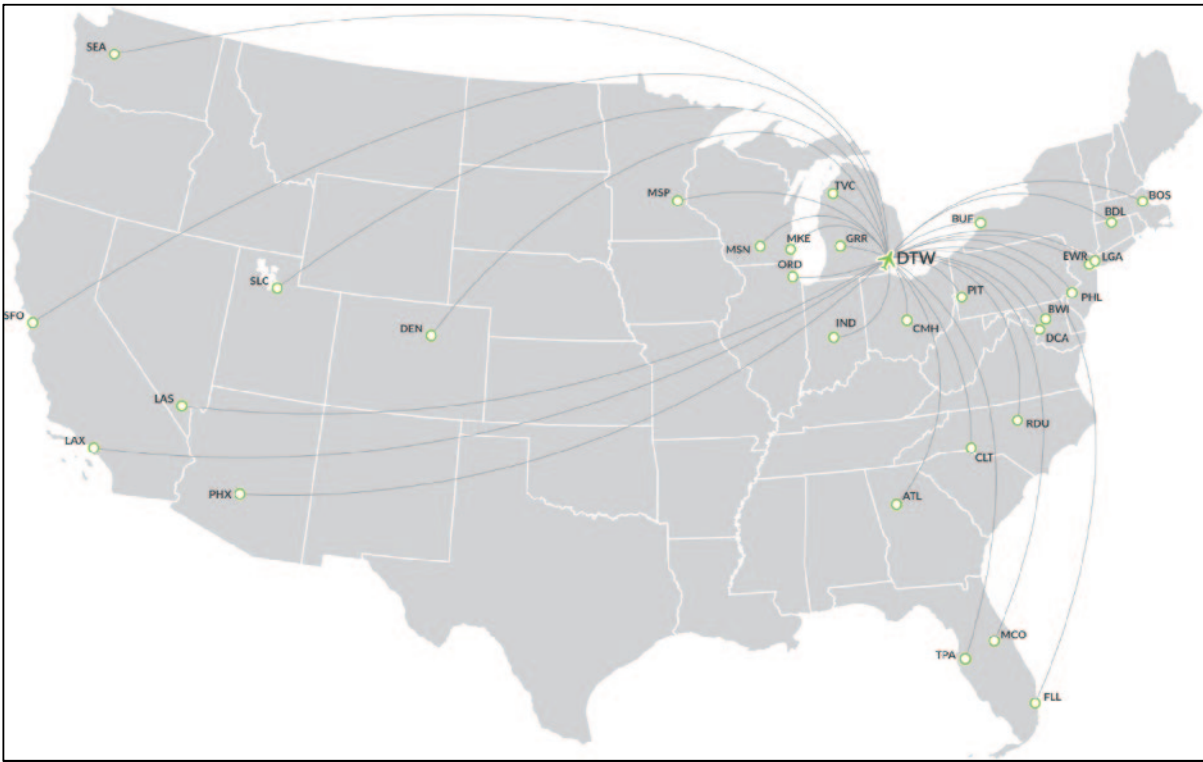 SEA
MSP
TVC
BOS
BUF
BDL
MSN
MKE
GRR
DTW
EWR
LGA
ORD
SLC
PIT
PHL
SFO
DEN
IND
CMH
BWI
DCA
LAS
RDU
LAX
CLT
PHX
ATL
MCO
TPA
FLL